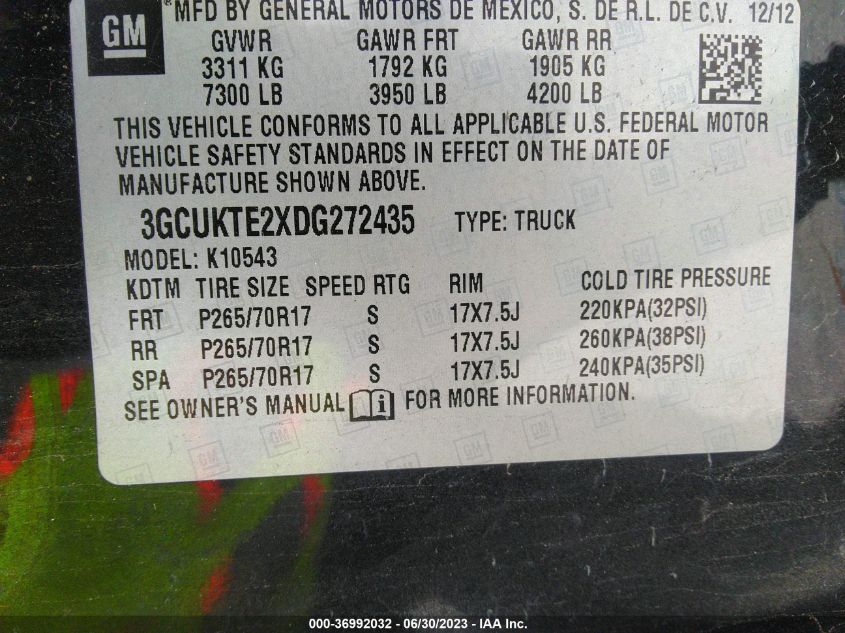 GM
®MFD BY GENERAL MOTORS DE MEXICO, S. DE R.L. DE C.V. 12/12
GVWR GAWR FRT GAWR RR
3311 KG 1792 KG 1905 KG
7300 LB 3950 LB 4200 LB
THIS VEHICLE CONFORMS TO ALL APPLICABLE U.S. FEDERAL MOTOR
VEHICLE SAFETY STANDARDS IN EFFECT ON THE DATE OF
MANUFACTURE SHOWN ABOVE.
3GCUKTE2XDG272435 TYPE: TRUCK
MODEL: K10543
KDTM TIRE SIZE SPEED RTG RIM COLD TIRE PRESSURE
FRT P265/70R17 S 17X7.5J 220KPA(32PSI)
RR P265/70R17 S 17X7.5J 260KPA(38PSI)
SPA P265/70R17 S 17X7.5J 240KPA(35PSI)
SEE OWNER'S MANUAL i FOR MORE INFORMATION.
000-36992032 - 06/30/2023 - IAA Inc.